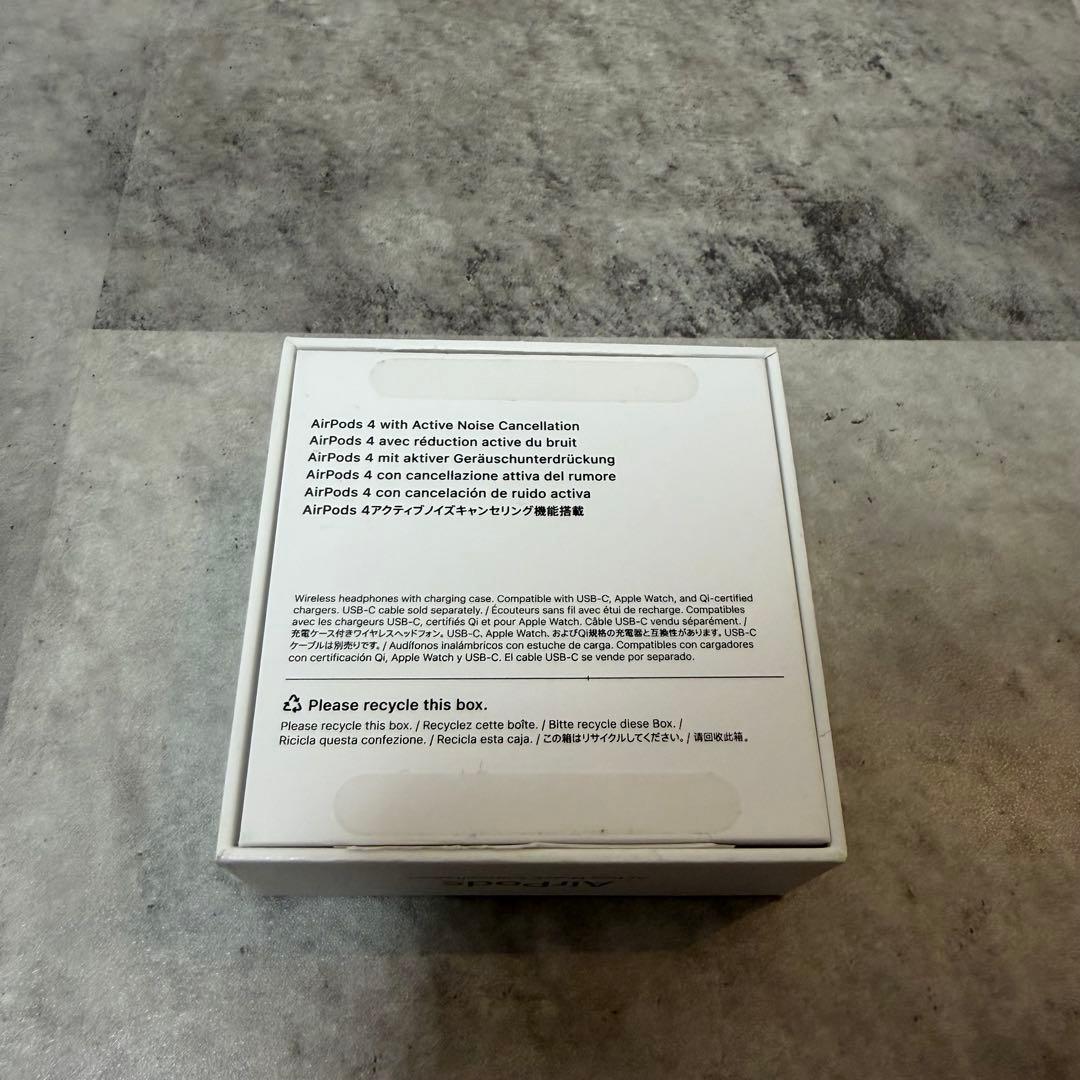 AirPods 4 with Active Noise Cancellation
AirPods 4 avec réduction active du bruit
AirPods 4 mit aktiver Geräuschunterdrückung
AirPods 4 con cancellazione attiva del rumore
AirPods 4 con cancelación de ruido activa
AirPods 4アクティブノイズキャンセリング機能搭載
Wireless headphones with charging case. Compatible with USB-C, Apple Watch, and Qi-certified
chargers. USB-C cable sold separately. / Écouteurs sans fil avec étui de recharge. Compatibles
avec les chargeurs USB-C, certifiés Qi et pour Apple Watch. Câble USB-C vendu séparément. /
充電ケース付きワイヤレスヘッドフォン。USB-C, Apple Watch, およびQi規格の充電器と互換性があります。USB-C
ケーブルは別売りです。/ Audífonos inalámbricos con estuche de carga. Compatibles con cargadores
con certificación Qi, Apple Watch y USB-C. El cable USB-C se vende por separado.
Please recycle this box.
Please recycle this box. / Recyclez cette boîte. / Bitte recycle diese Box. /
Ricicla questa confezione. / Recicla esta caja. / この箱はリサイクルしてください。/ 请回收此箱。
AirPods